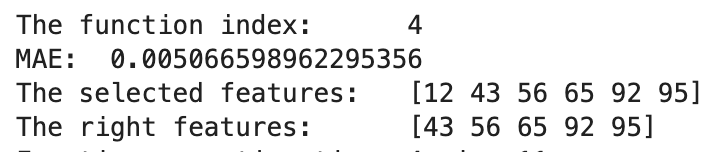 The function index: 4
MAE: 0.005066598962295356
The selected features: [12 43 56 65 92 95]
The right features: [43 56 65 92 95]